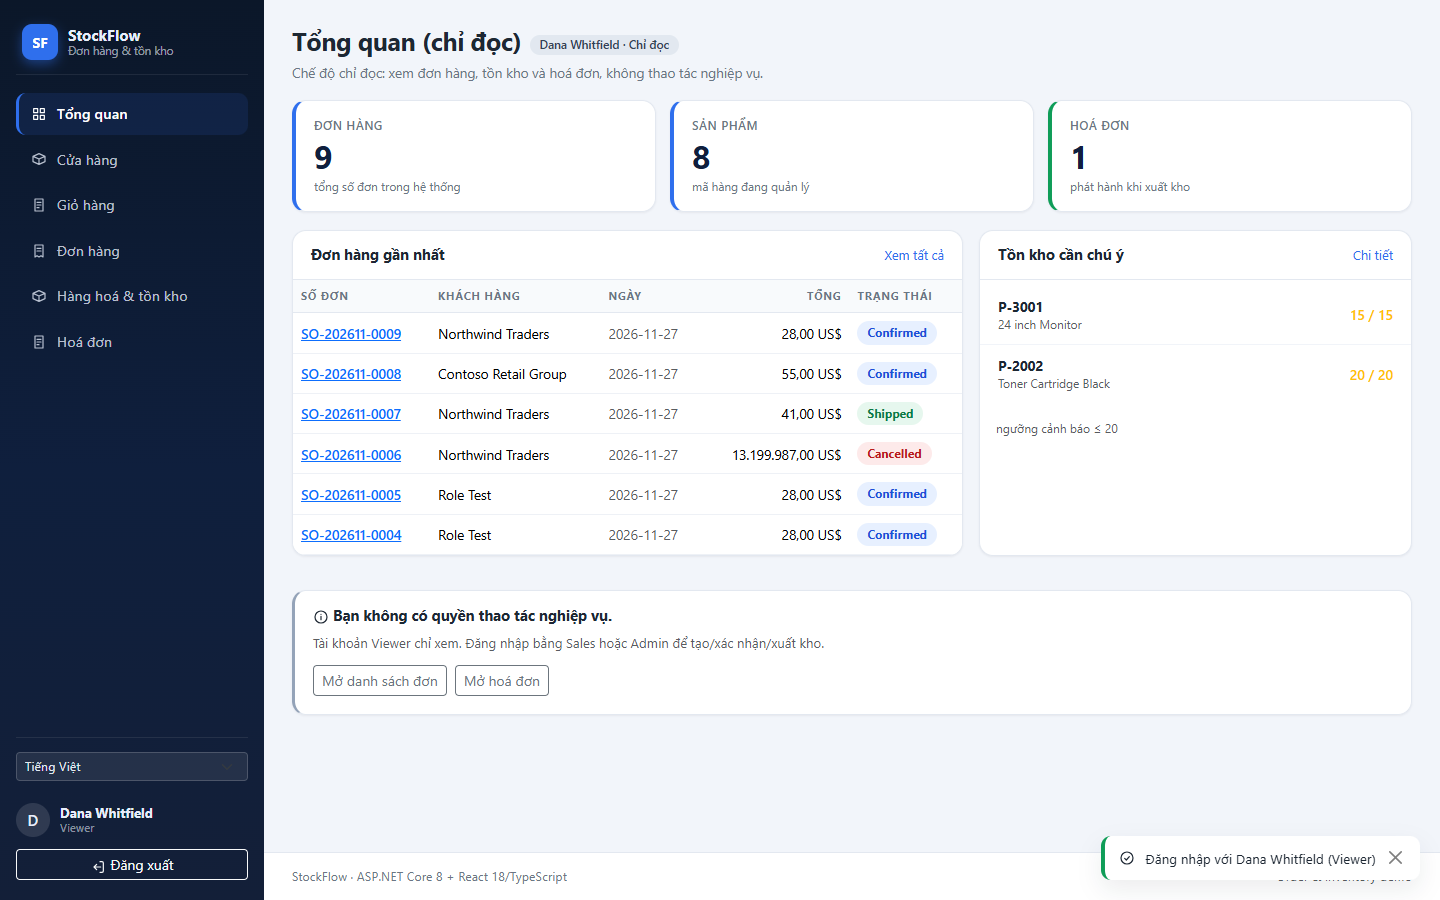 SF
StockFlow
Đơn hàng & tồn kho
Tổng quan
Cửa hàng
Giỏ hàng
Đơn hàng
Hàng hoá & tồn kho
Hoá đơn
Tiếng Việt
D
Dana Whitfield
Viewer
Đăng xuất
Tổng quan (chỉ đọc)
Dana Whitfield · Chỉ đọc
Chế độ chỉ đọc: xem đơn hàng, tồn kho và hoá đơn, không thao tác nghiệp vụ.
ĐƠN HÀNG
9
tổng số đơn trong hệ thống
SẢN PHẨM
8
mã hàng đang quản lý
HOÁ ĐƠN
1
phát hành khi xuất kho
Đơn hàng gần nhất
Xem tất cả
SỐ ĐƠN KHÁCH HÀNG NGÀY TỔNG TRẠNG THÁI
SO-202611-0009 Northwind Traders 2026-11-27 28,00 US$ Confirmed
SO-202611-0008 Contoso Retail Group 2026-11-27 55,00 US$ Confirmed
SO-202611-0007 Northwind Traders 2026-11-27 41,00 US$ Shipped
SO-202611-0006 Northwind Traders 2026-11-27 13.199.987,00 US$ Cancelled
SO-202611-0005 Role Test 2026-11-27 28,00 US$ Confirmed
SO-202611-0004 Role Test 2026-11-27 28,00 US$ Confirmed
Tồn kho cần chú ý
Chi tiết
P-3001
24 inch Monitor
15 / 15
P-2002
Toner Cartridge Black
20 / 20
ngưỡng cảnh báo ≤ 20
Bạn không có quyền thao tác nghiệp vụ.
Tài khoản Viewer chỉ xem. Đăng nhập bằng Sales hoặc Admin để tạo/xác nhận/xuất kho.
Mở danh sách đơn
Mở hoá đơn
Đăng nhập với Dana Whitfield (Viewer)
StockFlow · ASP.NET Core 8 + React 18/TypeScript